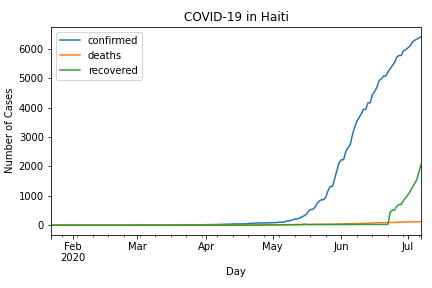 COVID-19 in Haiti
confirmed
deaths
recovered
Number of Cases
6000
5000
4000
3000
2000
1000
0
Feb Mar Apr May Jun Jul
2020
Day